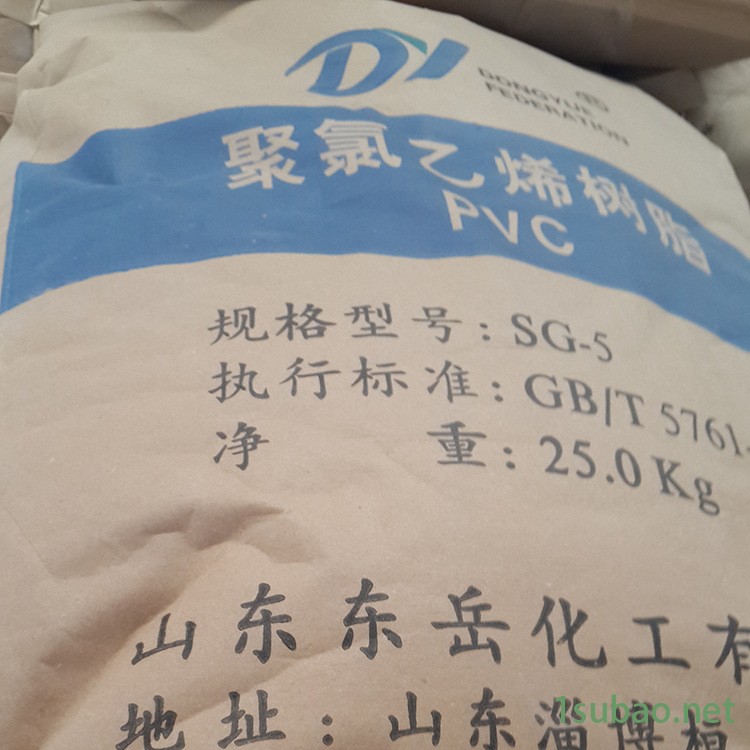 DY
DONGYUE
FEDERATION
聚氯乙烯树脂
PVC
规格型号：SG-5
执行标准：GB/T 5761-
净 重：25.0 Kg
山东东岳化工有
地址：山东淄博桓
1subao.net